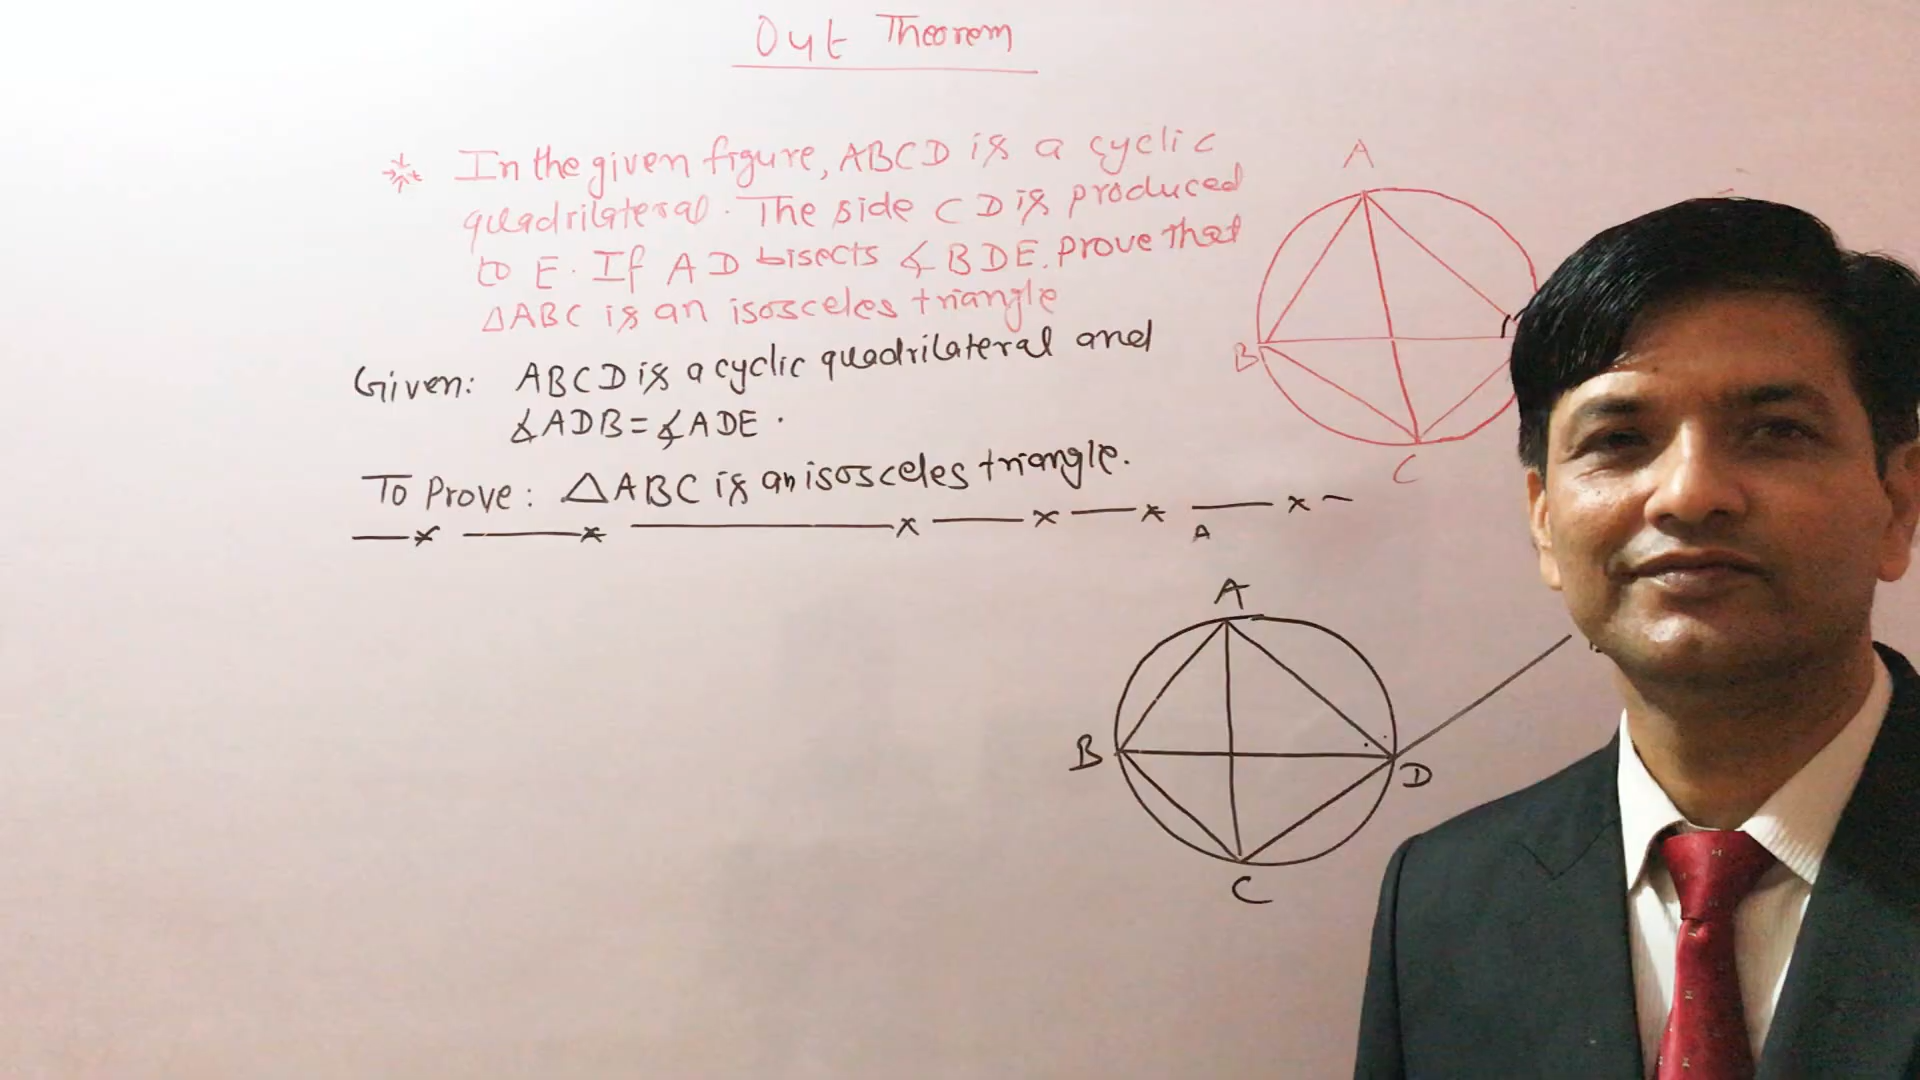 Out Theorem
In the given figure, ABCD is a cyclic
quadrilateral. The side CD is produced
to E. If AD bisects ∡BDE, prove that
△ABC is an isosceles triangle
Given: ABCD is a cyclic quadrilateral and
∡ADB = ∡ADE.
To Prove: △ABC is an isosceles triangle.
A
B
C
A
A
B
D
C